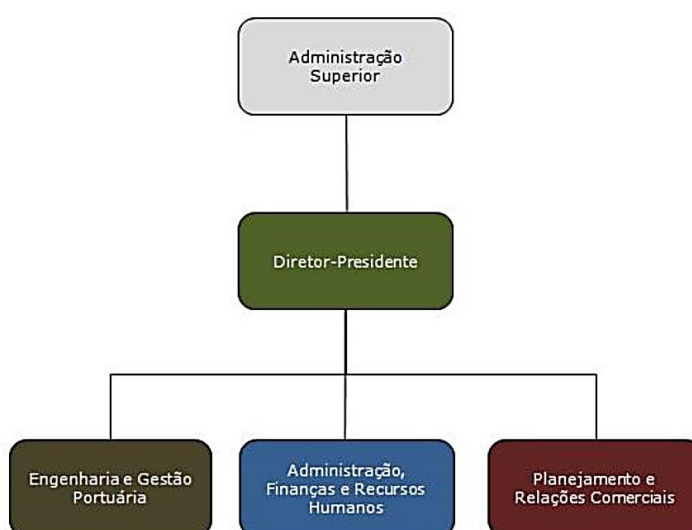 Administração
Superior
Diretor-Presidente
Engenharia e Gestão
Portuária
Administração,
Finanças e Recursos
Humanos
Planejamento e
Relações Comerciais